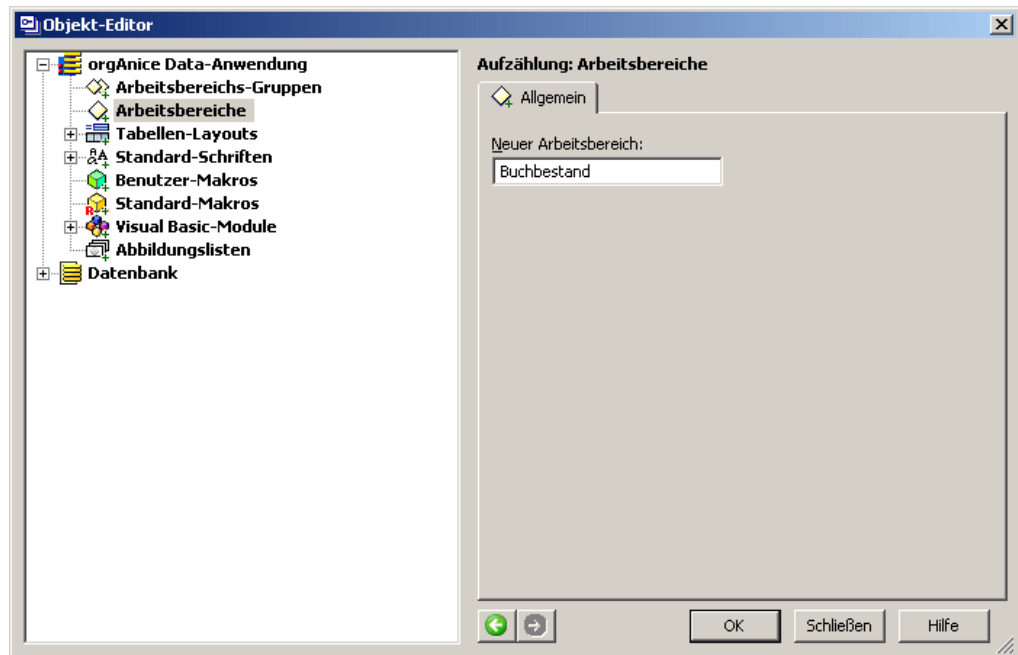 Objekt-Editor
orgAnice Data-Anwendung
Arbeitsbereichs-Gruppen
Arbeitsbereiche
Tabellen-Layouts
Standard-Schriften
Benutzer-Makros
Standard-Makros
Visual Basic-Module
Abbildungslisten
Datenbank
Aufzählung: Arbeitsbereiche
Allgemein
Neuer Arbeitsbereich:
Buchbestand
OK
Schließen
Hilfe